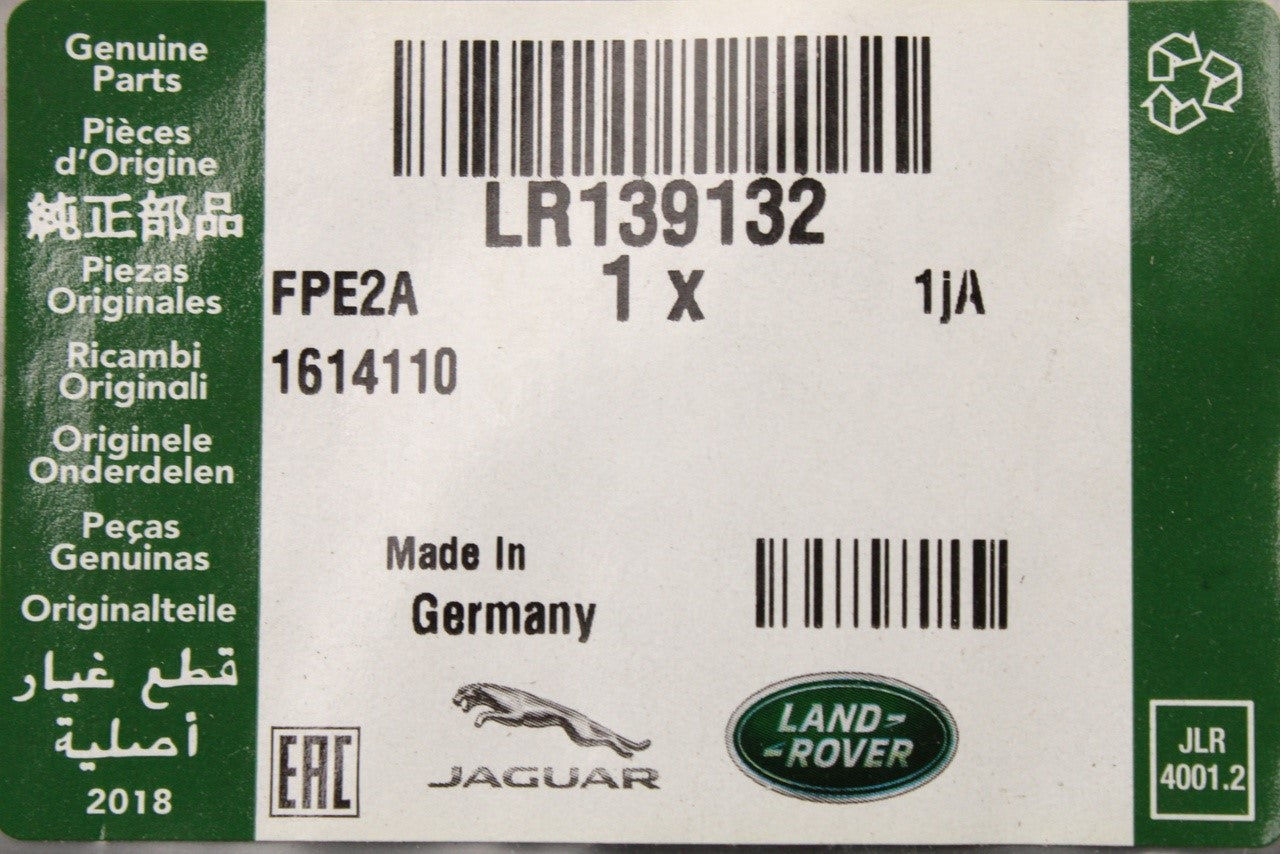 Genuine
Parts
Pièces
d'Origine
純正部品
Piezas
Originales
Ricambi
Originali
Originele
Onderdelen
Peças
Genuinas
Originalteile
قطع غيار
أصلية
2018
LR139132
FPE2A
1 x
1jA
1614110
Made In
Germany
EAC
JAGUAR
LAND-
-ROVER
JLR
4001.2